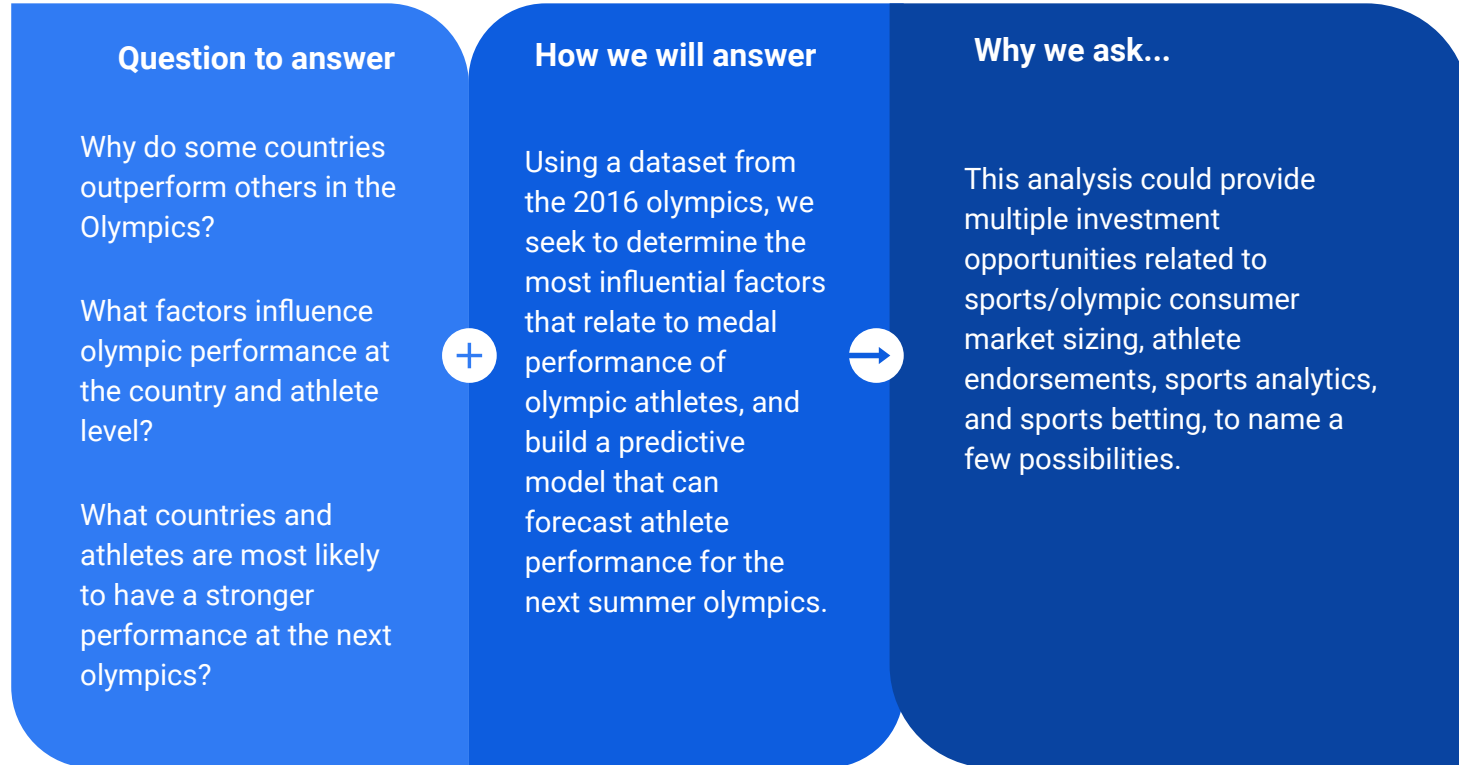 Question to answer
Why do some countries
outperform others in the
Olympics?
What factors influence
olympic performance at
the country and athlete
level?
What countries and
athletes are most likely
to have a stronger
performance at the next
olympics?
How we will answer
Using a dataset from
the 2016 olympics, we
seek to determine the
most influential factors
that relate to medal
performance of
olympic athletes, and
build a predictive
model that can
forecast athlete
performance for the
next summer olympics.
Why we ask...
This analysis could provide
multiple investment
opportunities related to
sports/olympic consumer
market sizing, athlete
endorsements, sports analytics,
and sports betting, to name a
few possibilities.